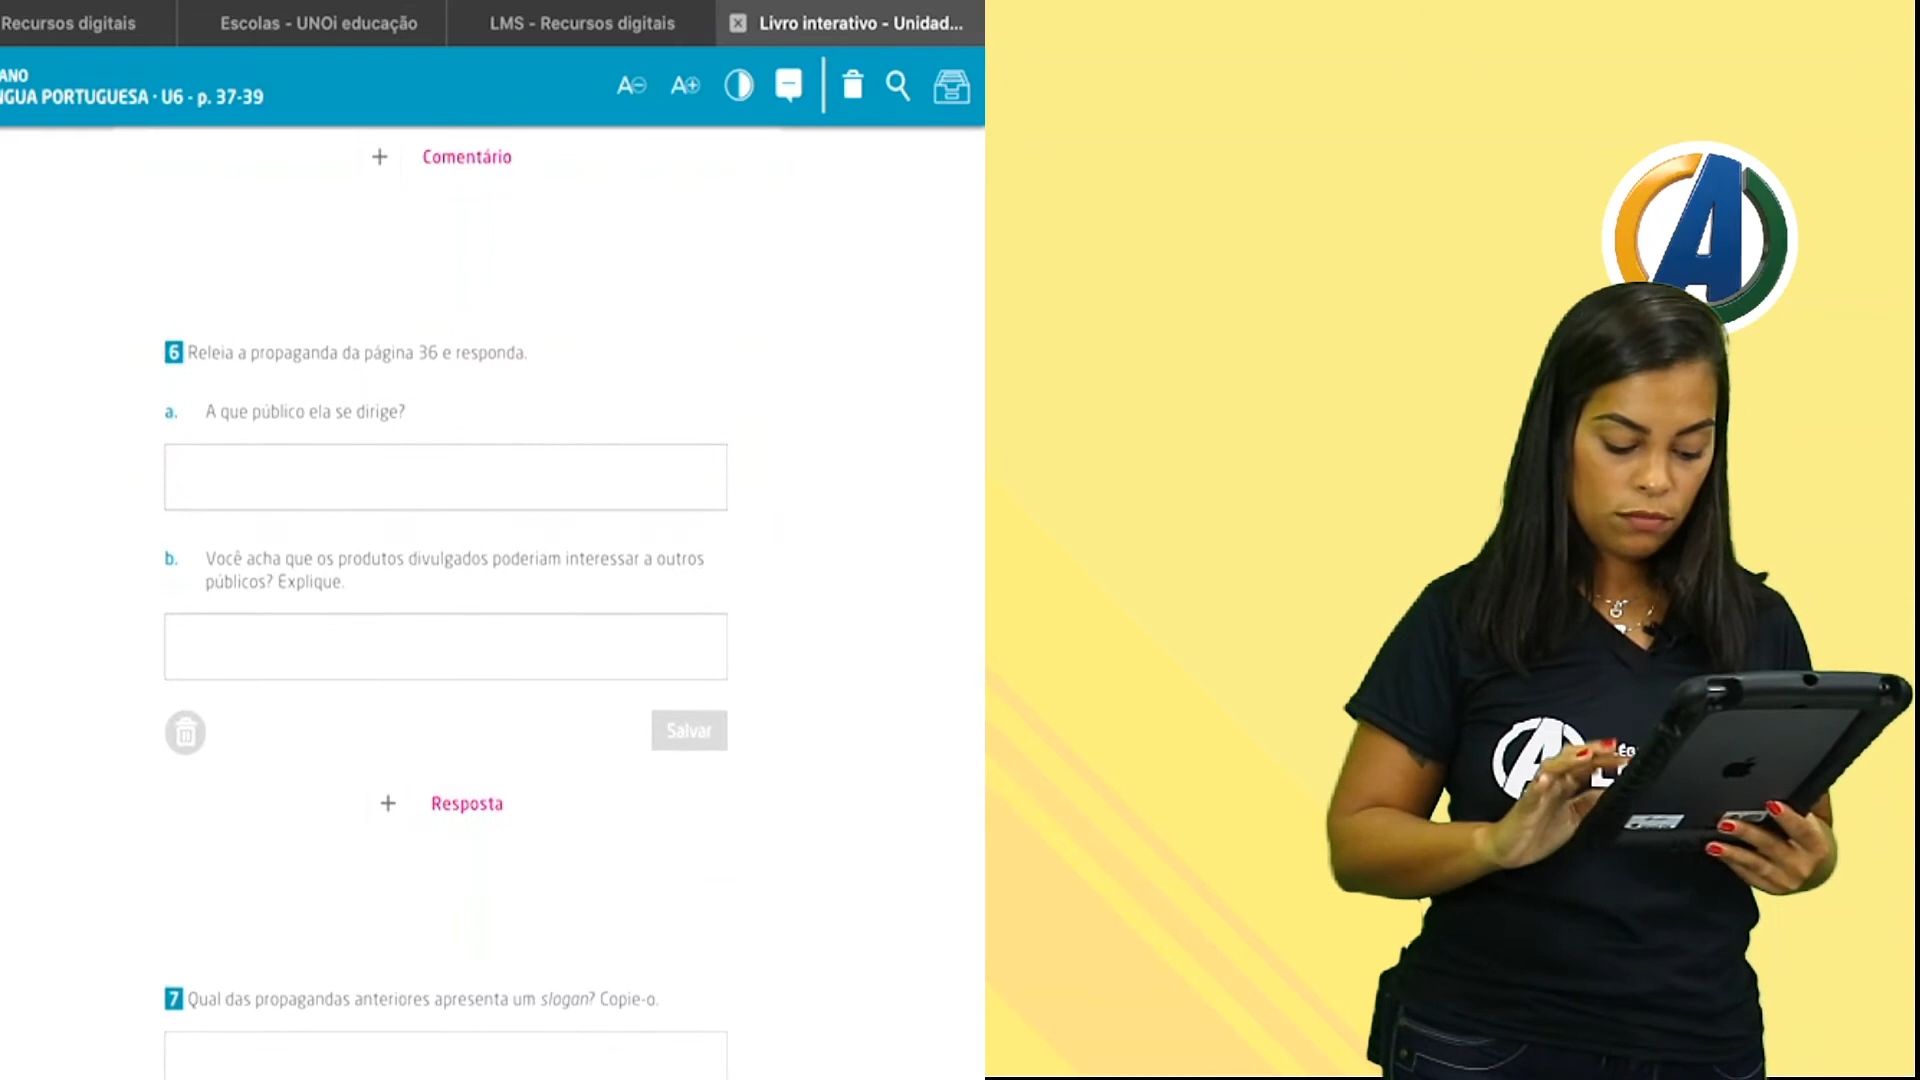 Recursos digitais
Escolas - UNOi educação
LMS - Recursos digitais
Livro interativo - Unidad...
ANO
NGUA PORTUGUESA · U6 - p. 37-39
Comentário
6 Releia a propaganda da página 36 e responda.
a. A que público ela se dirige?
b. Você acha que os produtos divulgados poderiam interessar a outros
públicos? Explique.
Salvar
Resposta
7 Qual das propagandas anteriores apresenta um slogan? Copie-o.
A